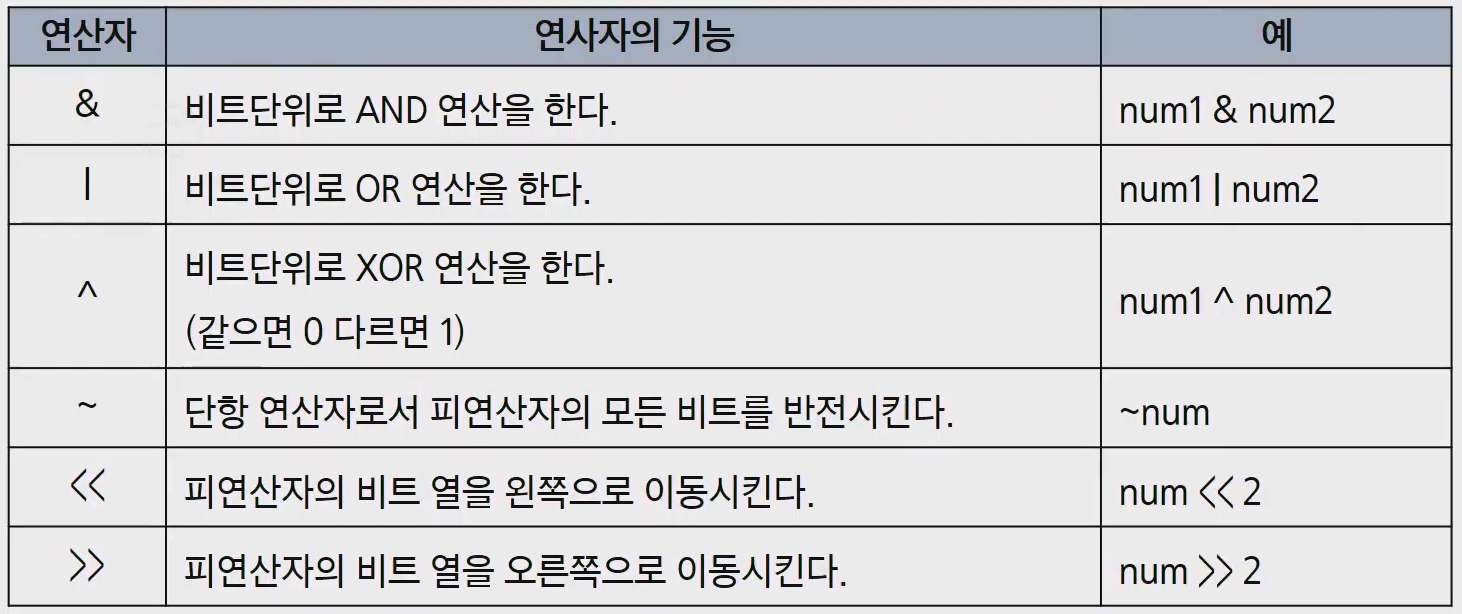 연산자 연사자의 기능 예
& 비트단위로 AND 연산을 한다. num1 & num2
| 비트단위로 OR 연산을 한다. num1 | num2
^ 비트단위로 XOR 연산을 한다.
(같으면 0 다르면 1) num1 ^ num2
~ 단항 연산자로서 피연산자의 모든 비트를 반전시킨다. ~num
<< 피연산자의 비트 열을 왼쪽으로 이동시킨다. num << 2
>> 피연산자의 비트 열을 오른쪽으로 이동시킨다. num >> 2